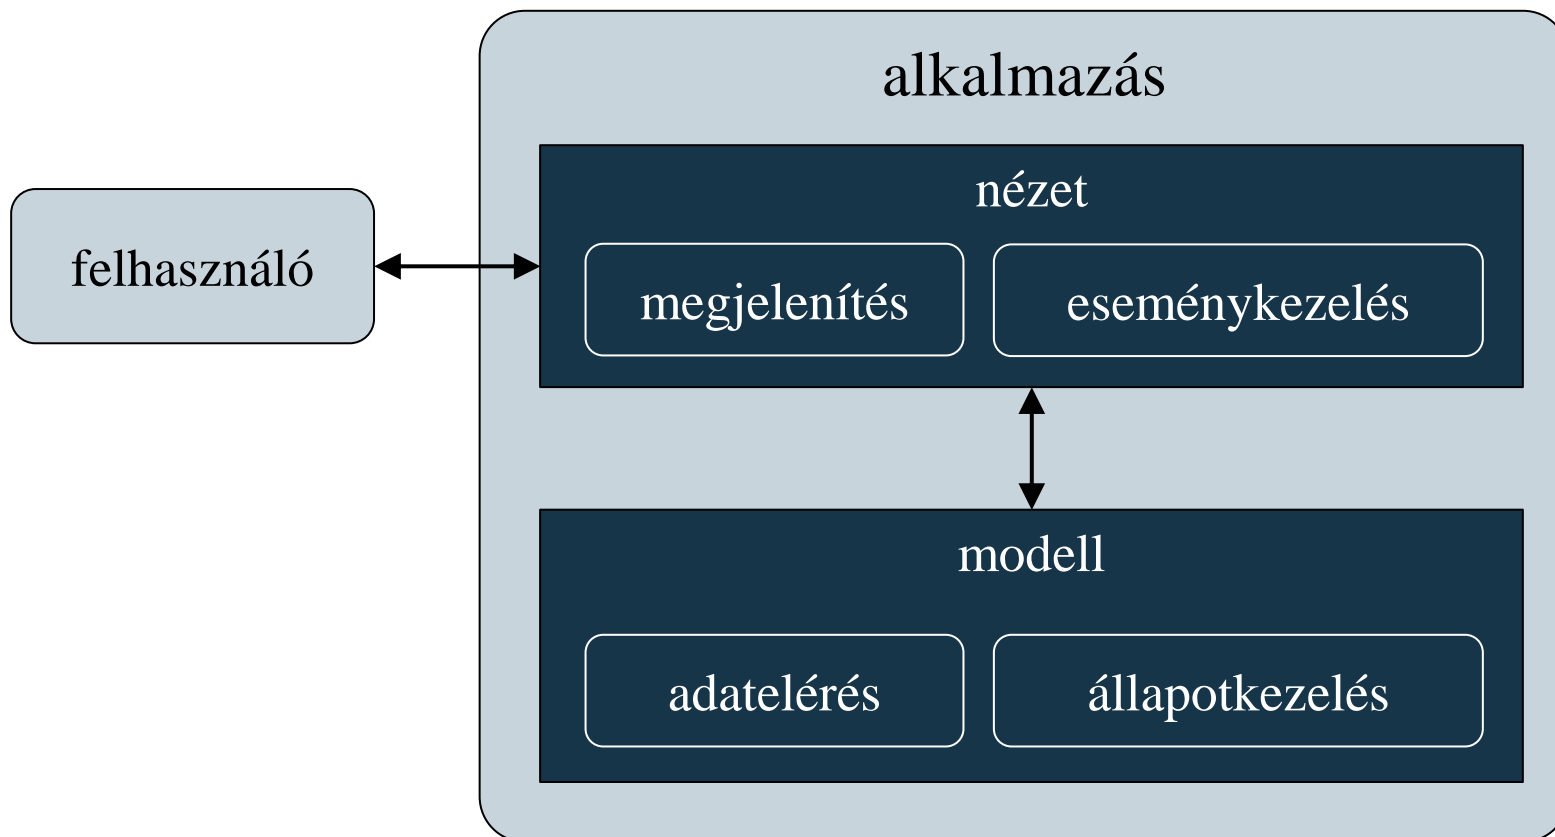 alkalmazás
nézet
felhasználó
megjelenítés
eseménykezelés
modell
adatelérés
állapotkezelés